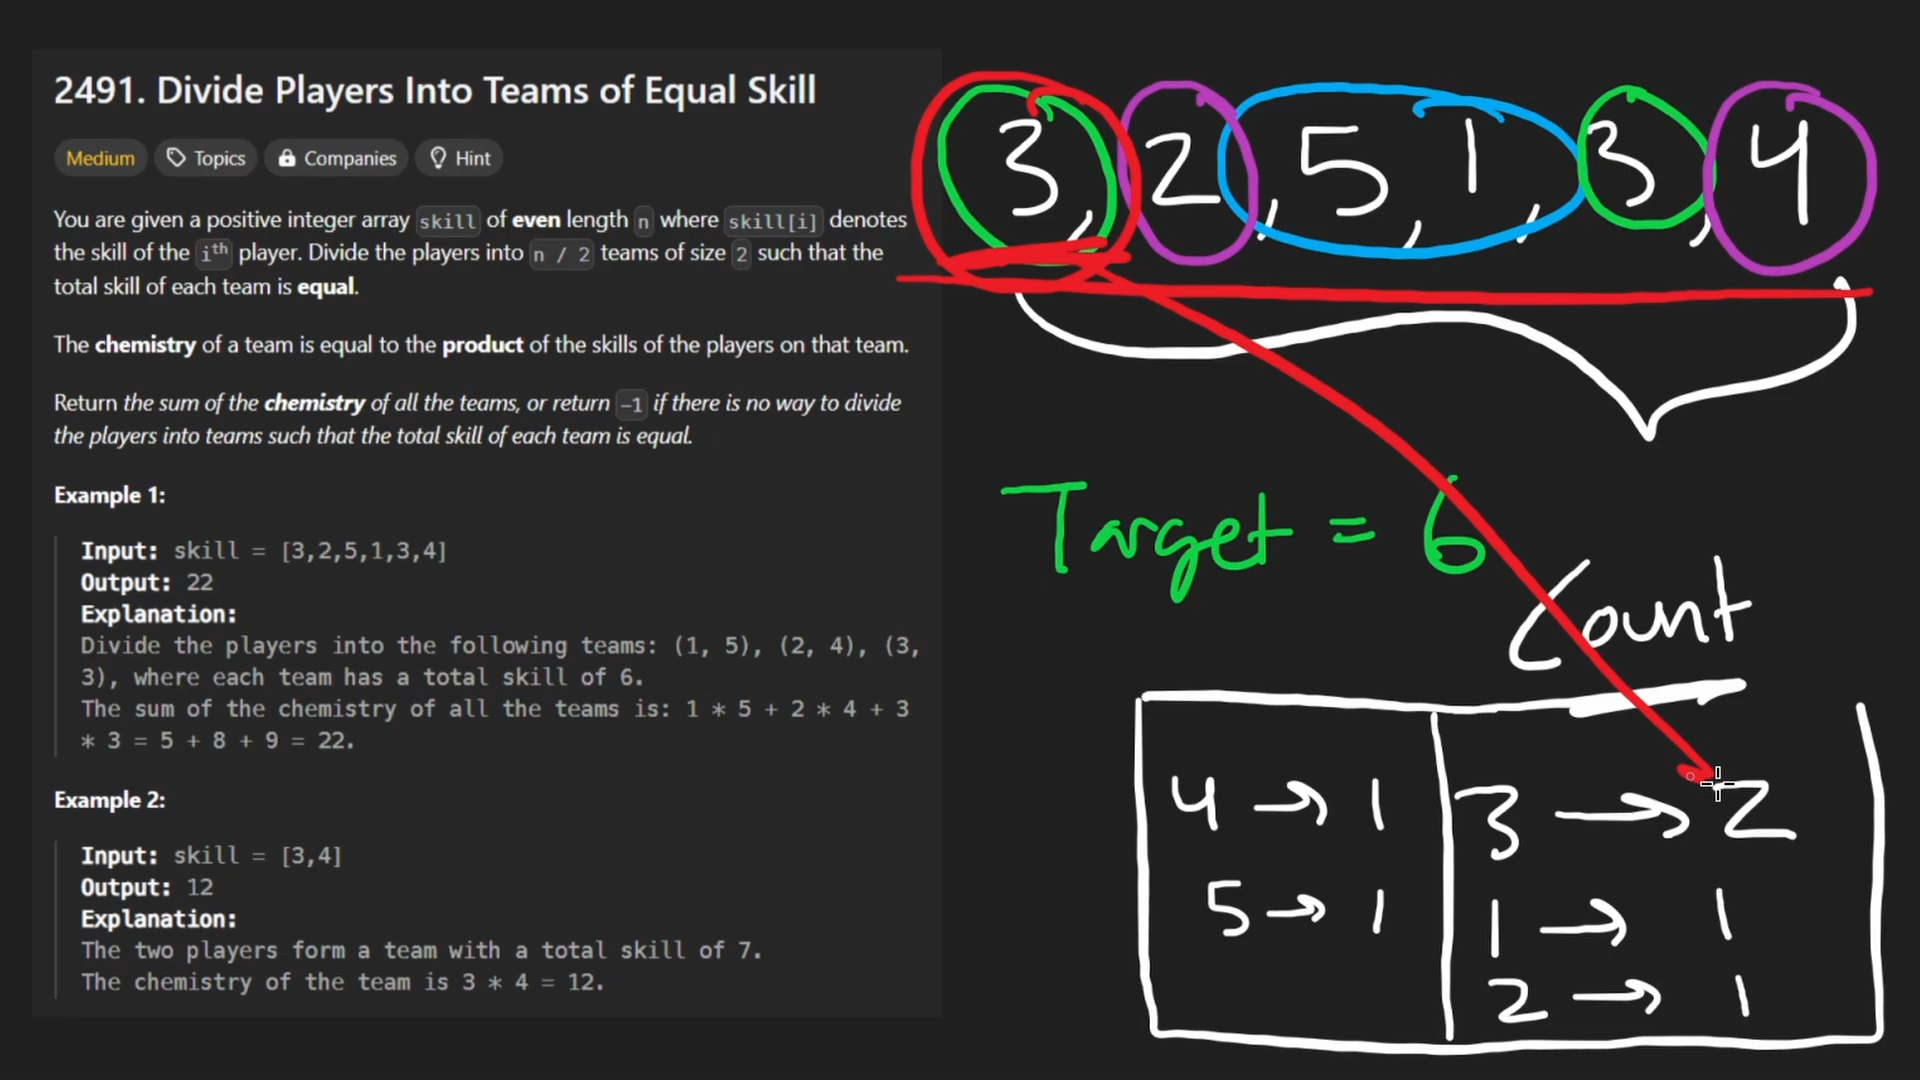 2491. Divide Players Into Teams of Equal Skill
Medium Topics Companies Hint
You are given a positive integer array skill of even length n where skill[i] denotes
the skill of the ith player. Divide the players into n / 2 teams of size 2 such that the
total skill of each team is equal.
The chemistry of a team is equal to the product of the skills of the players on that team.
Return the sum of the chemistry of all the teams, or return -1 if there is no way to divide
the players into teams such that the total skill of each team is equal.
Example 1:
Input: skill = [3,2,5,1,3,4]
Output: 22
Explanation:
Divide the players into the following teams: (1, 5), (2, 4), (3,
3), where each team has a total skill of 6.
The sum of the chemistry of all the teams is: 1 * 5 + 2 * 4 + 3
* 3 = 5 + 8 + 9 = 22.
Example 2:
Input: skill = [3,4]
Output: 12
Explanation:
The two players form a team with a total skill of 7.
The chemistry of the team is 3 * 4 = 12.
3, 2, 5, 1, 3, 4
Target = 6
Count
4 → 1 3 → 2
5 → 1 1 → 1
2 → 1